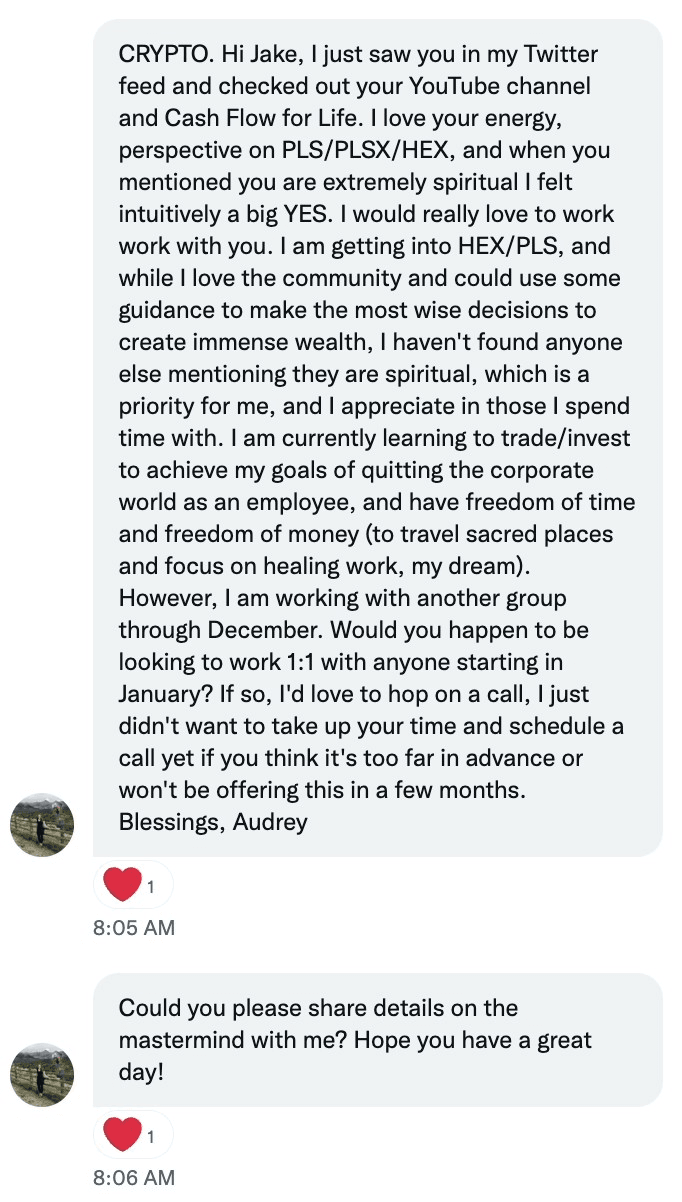 CRYPTO. Hi Jake, I just saw you in my Twitter
feed and checked out your YouTube channel
and Cash Flow for Life. I love your energy,
perspective on PLS/PLSX/HEX, and when you
mentioned you are extremely spiritual I felt
intuitively a big YES. I would really love to work
work with you. I am getting into HEX/PLS, and
while I love the community and could use some
guidance to make the most wise decisions to
create immense wealth, I haven't found anyone
else mentioning they are spiritual, which is a
priority for me, and I appreciate in those I spend
time with. I am currently learning to trade/invest
to achieve my goals of quitting the corporate
world as an employee, and have freedom of time
and freedom of money (to travel sacred places
and focus on healing work, my dream).
However, I am working with another group
through December. Would you happen to be
looking to work 1:1 with anyone starting in
January? If so, I'd love to hop on a call, I just
didn't want to take up your time and schedule a
call yet if you think it's too far in advance or
won't be offering this in a few months.
Blessings, Audrey
1
8:05 AM
Could you please share details on the
mastermind with me? Hope you have a great
day!
1
8:06 AM